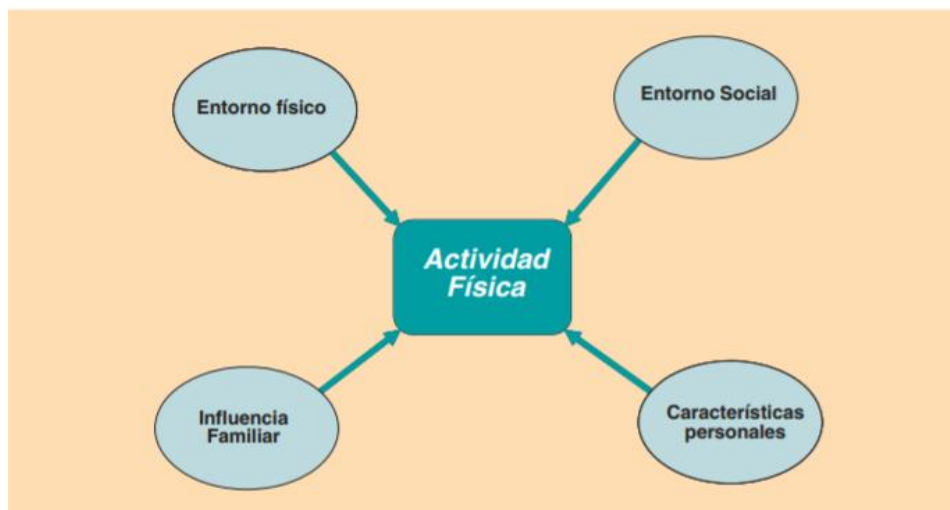 Entorno físico
Entorno Social
Actividad
Física
Influencia
Familiar
Características
personales